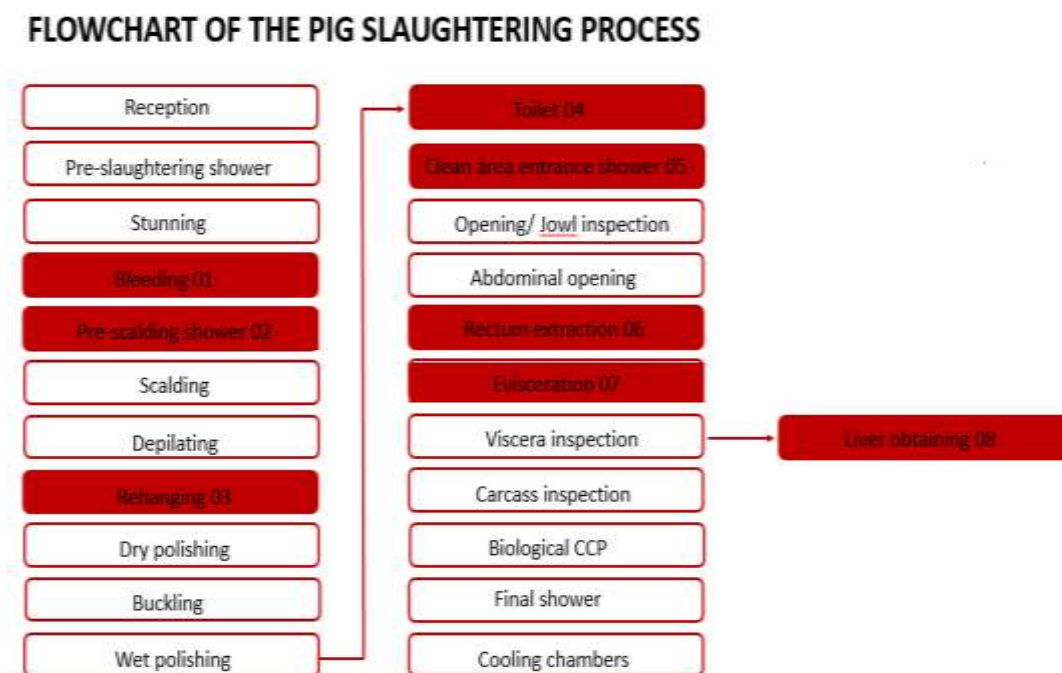 FLOWCHART OF THE PIG SLAUGHTERING PROCESS
Reception
Pre-slaughtering shower
Stunning
Bleeding 01
Pre-scalding shower 02
Scalding
Depilating
Rehanging 03
Dry polishing
Buckling
Wet polishing
Toilet 04
Clean área entrance shower 05
Opening/ Jowl inspection
Abdominal opening
Rectum extraction 06
Evisceration 07
Viscera inspection
Carcass inspection
Biological CCP
Final shower
Cooling chambers
Liver obtaining 08